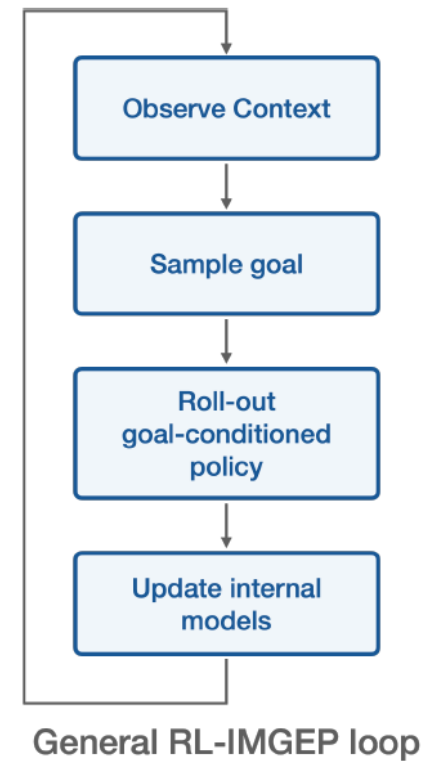 Observe Context
Sample goal
Roll-out
goal-conditioned
policy
Update internal
models
General RL-IMGEP loop